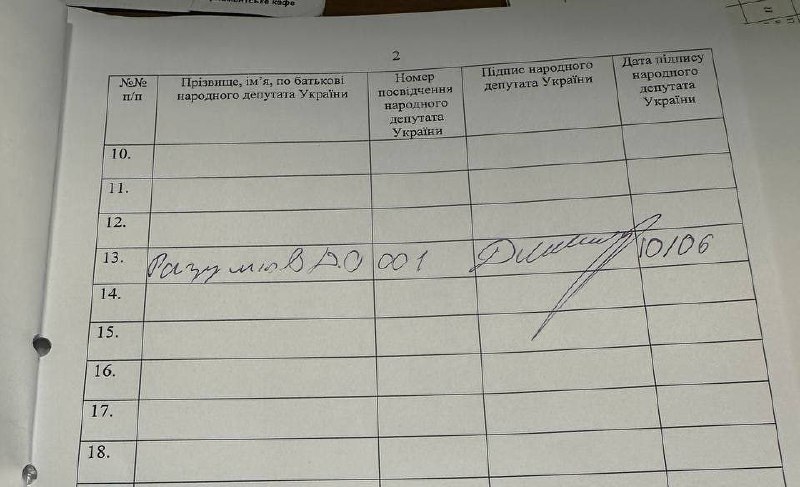 2
№№ п/п
Прізвище, ім'я, по батькові народного депутата України
Номер посвідчення народного депутата України
Підпис народного депутата України
Дата підпису народного депутата України
10.
11.
12.
13. Разумков Д.О 001 10/06
14.
15.
16.
17.
18.